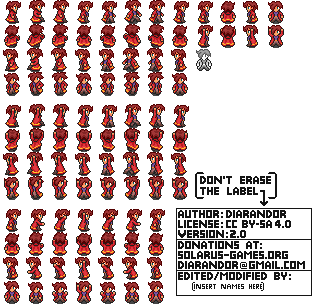 DON'T ERASE
THE LABEL
AUTHOR: DIARANDOR
LICENSE: CC BY-SA 4.0
VERSION: 2.0
DONATIONS AT:
SOLARUS-GAMES.ORG
DIARANDOR@GMAIL.COM
EDITED/MODIFIED BY:
(INSERT NAMES HERE)